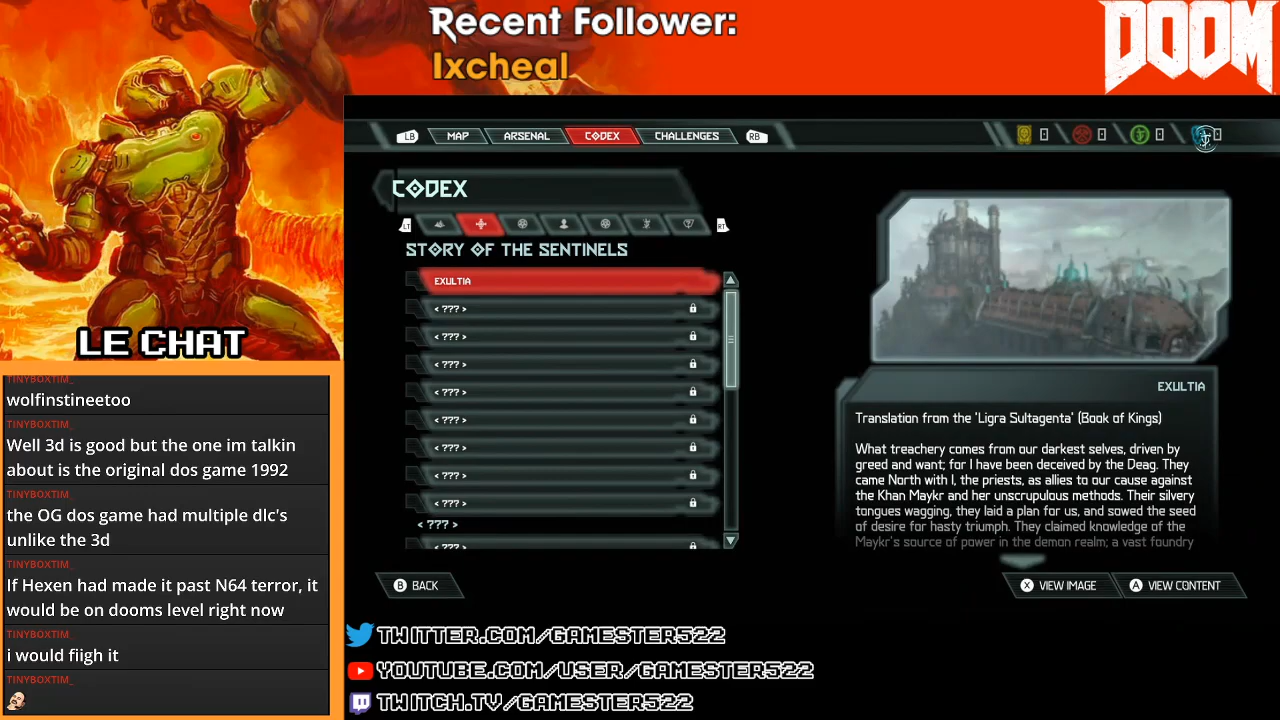 Recent Follower:
Ixcheal
DOOM
LE CHAT
TINYBOXTIM_
wolfinstineetoo
TINYBOXTIM_
Well 3d is good but the one im talkin
about is the original dos game 1992
TINYBOXTIM_
the OG dos game had multiple dlc's
unlike the 3d
TINYBOXTIM_
If Hexen had made it past N64 terror, it
would be on dooms level right now
TINYBOXTIM_
i would fiigh it
TINYBOXTIM_
LB MAP ARSENAL CODEX CHALLENGES RB
0 0 0 0
CODEX
LT RT
STORY OF THE SENTINELS
EXULTIA
< ??? >
< ??? >
< ??? >
< ??? >
< ??? >
< ??? >
< ??? >
< ??? >
< ??? >
< ??? >
EXULTIA
Translation from the 'Ligra Sultagenta' (Book of Kings)
What treachery comes from our darkest selves, driven by
greed and want; for I have been deceived by the Deag. They
came North with I, the priests, as allies to our cause against
the Khan Maykr and her unscrupulous methods. Their silvery
tongues wagging, they laid a plan for us, and sowed the seed
of desire for hasty triumph. They claimed knowledge of the
Maykr's source of power in the demon realm; a vast foundry
B BACK
X VIEW IMAGE
A VIEW CONTENT
TWITTER.COM/GAMESTER522
YOUTUBE.COM/USER/GAMESTER522
TWITCH.TV/GAMESTER522